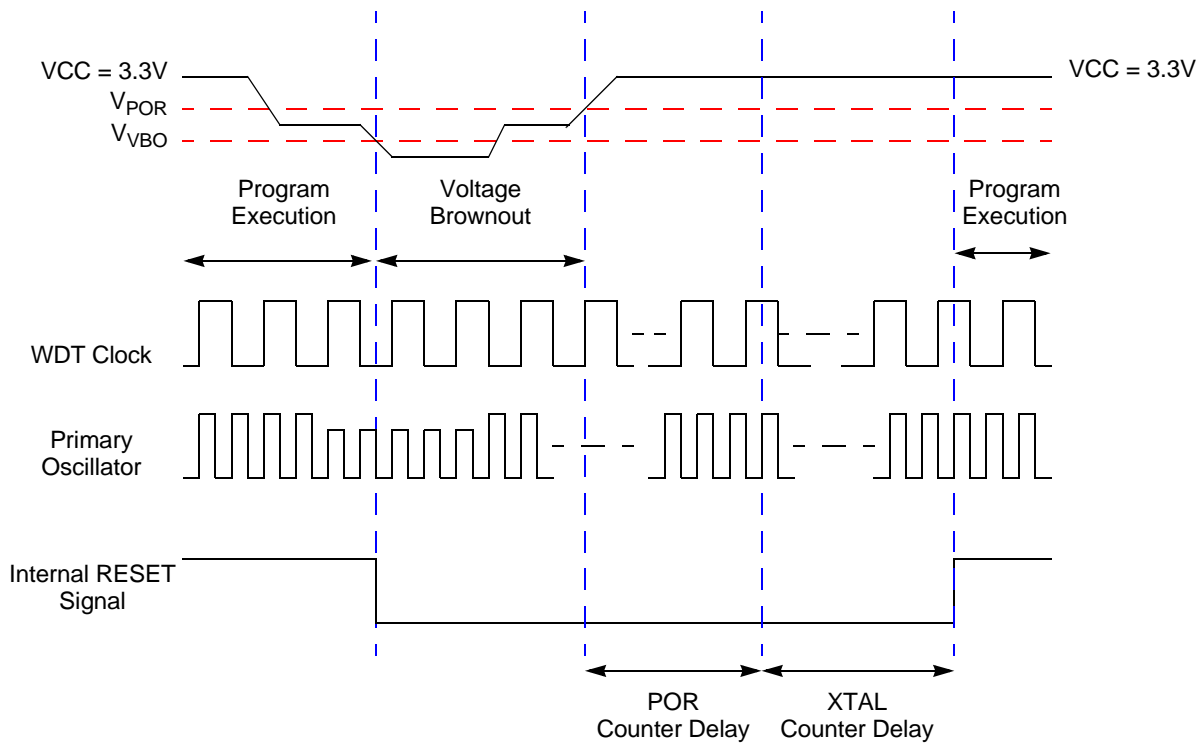 VCC = 3.3V
VCC = 3.3V
VPOR
VVBO
Program
Execution
Voltage
Brownout
Program
Execution
WDT Clock
Primary
Oscillator
Internal RESET
Signal
POR
Counter Delay
XTAL
Counter Delay